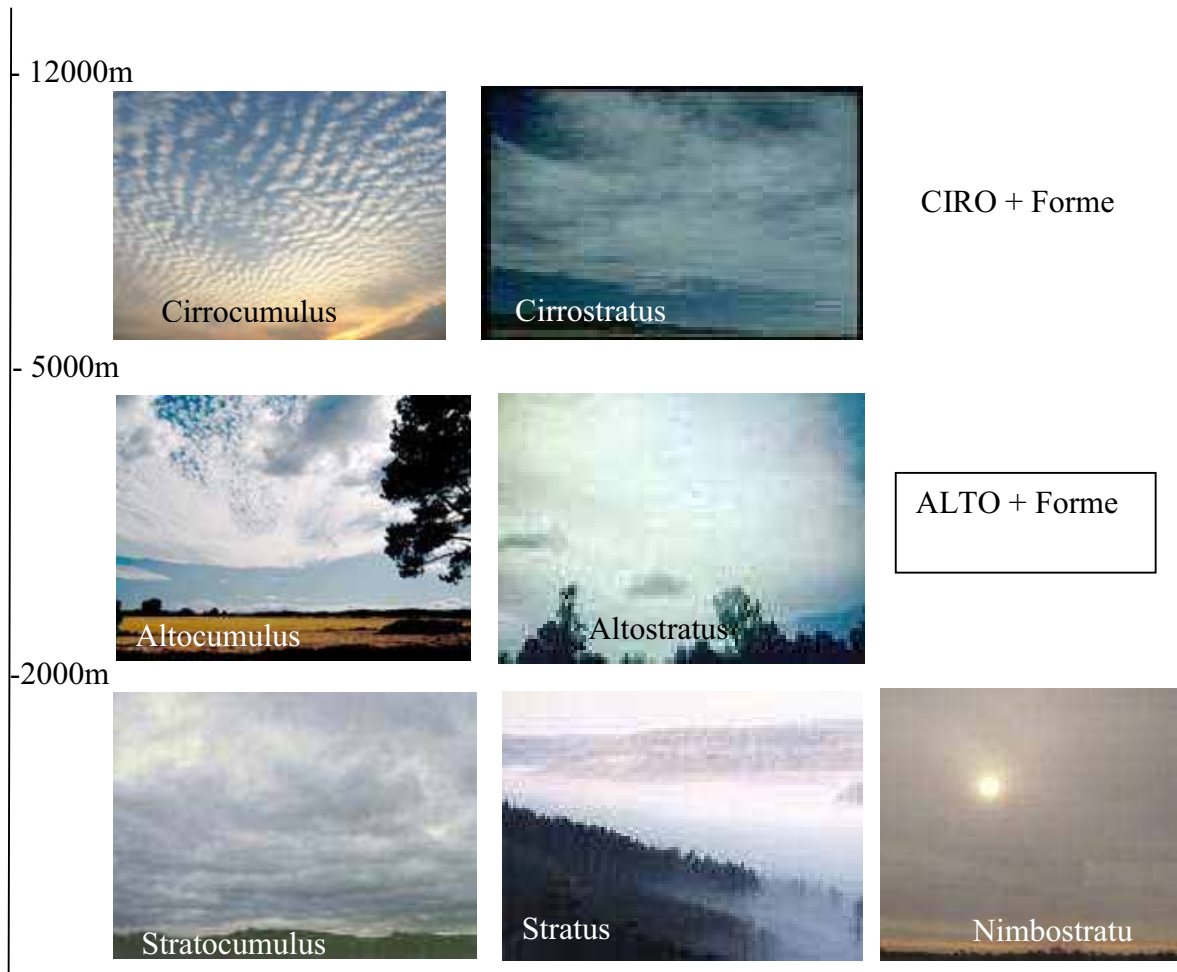 - 12000m
Cirrocumulus
Cirrostratus
CIRO + Forme
- 5000m
Altocumulus
Altostratus
ALTO + Forme
-2000m
Stratocumulus
Stratus
Nimbostratu